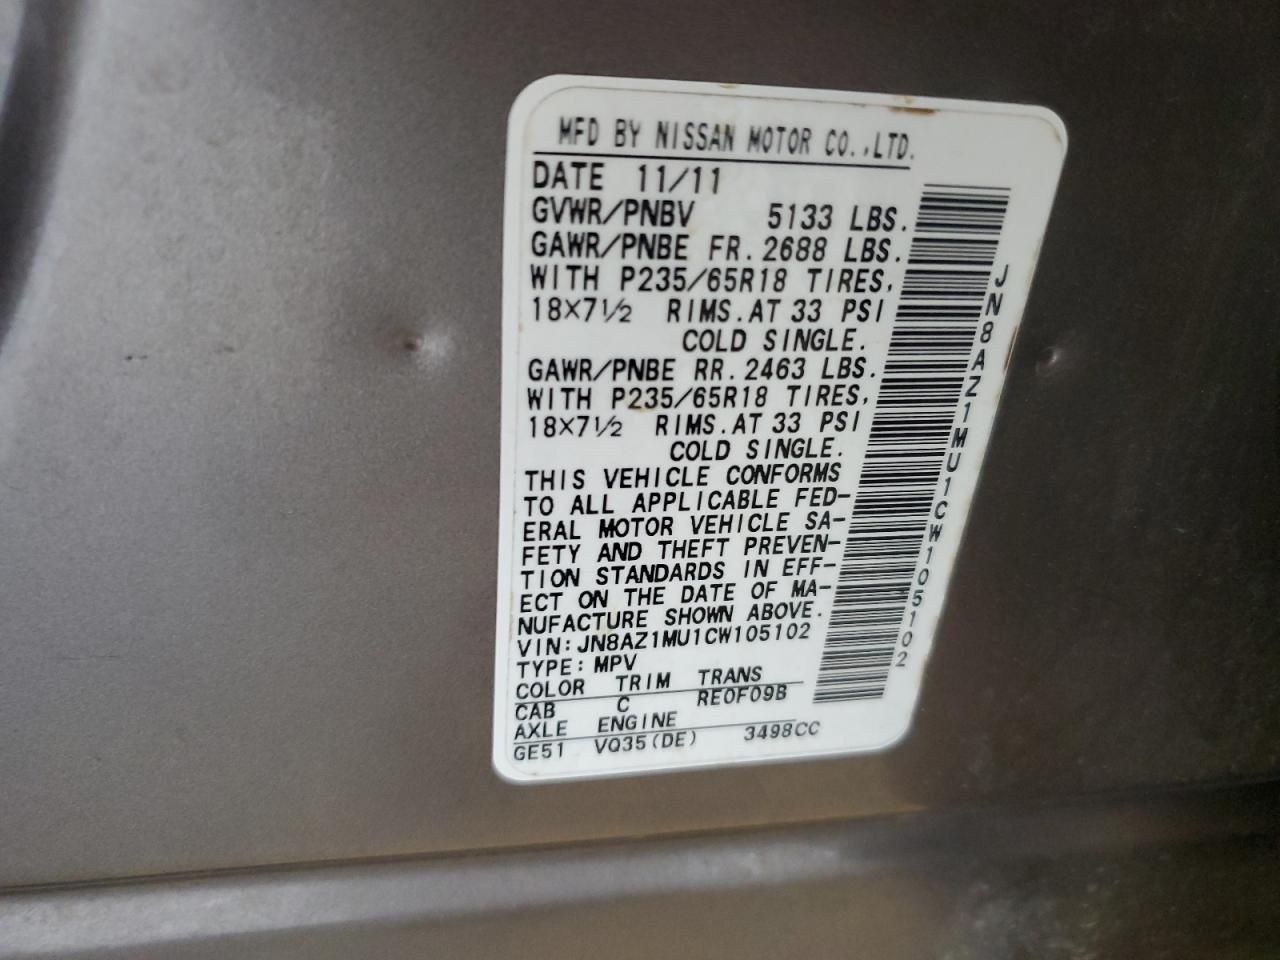 MFD BY NISSAN MOTOR CO.,LTD.
DATE 11/11
GVWR/PNBV 5133 LBS.
GAWR/PNBE FR. 2688 LBS.
WITH P235/65R18 TIRES,
18×7½ RIMS. AT 33 PSI
COLD SINGLE.
GAWR/PNBE RR. 2463 LBS.
WITH P235/65R18 TIRES,
18×7½ RIMS. AT 33 PSI
COLD SINGLE.
THIS VEHICLE CONFORMS
TO ALL APPLICABLE FED-
ERAL MOTOR VEHICLE SA-
FETY AND THEFT PREVEN-
TION STANDARDS IN EFF-
ECT ON THE DATE OF MA-
NUFACTURE SHOWN ABOVE.
VIN: JN8AZ1MU1CW105102
TYPE: MPV
COLOR TRIM TRANS
CAB C RE0F09B
AXLE ENGINE
GE51 VQ35(DE) 3498CC
JN8AZ1MU1CW105102